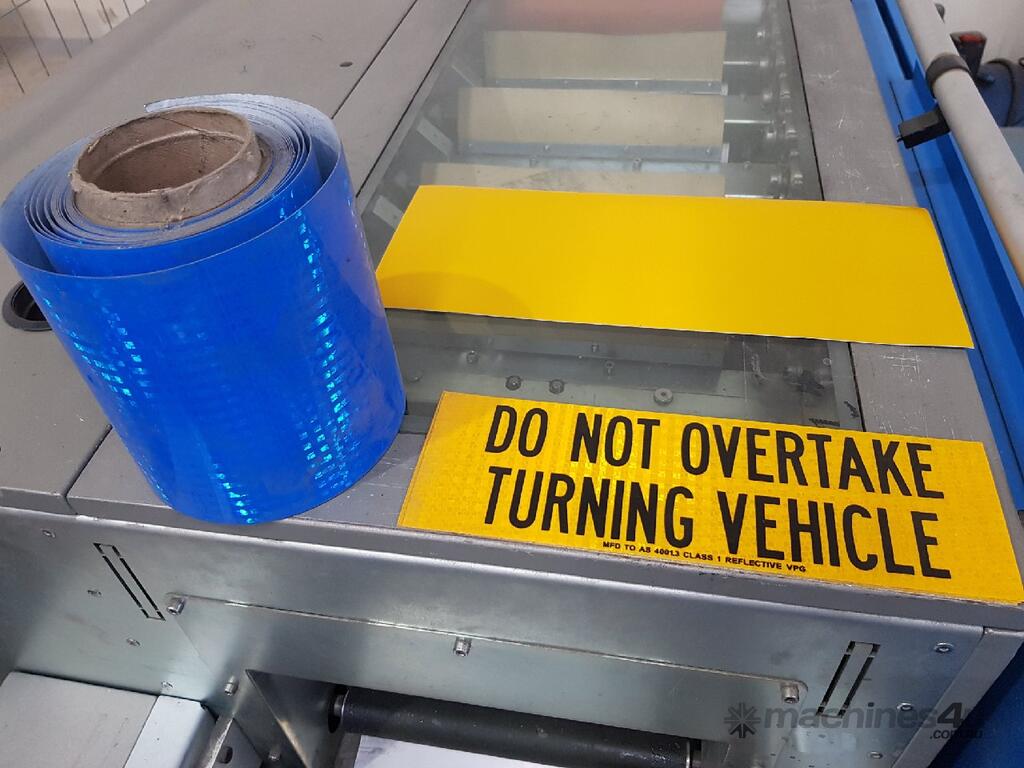 DO NOT OVERTAKE
TURNING VEHICLE
MFD TO AS 4001.3 CLASS 1 REFLECTIVE VPG
machines4u
.com.au